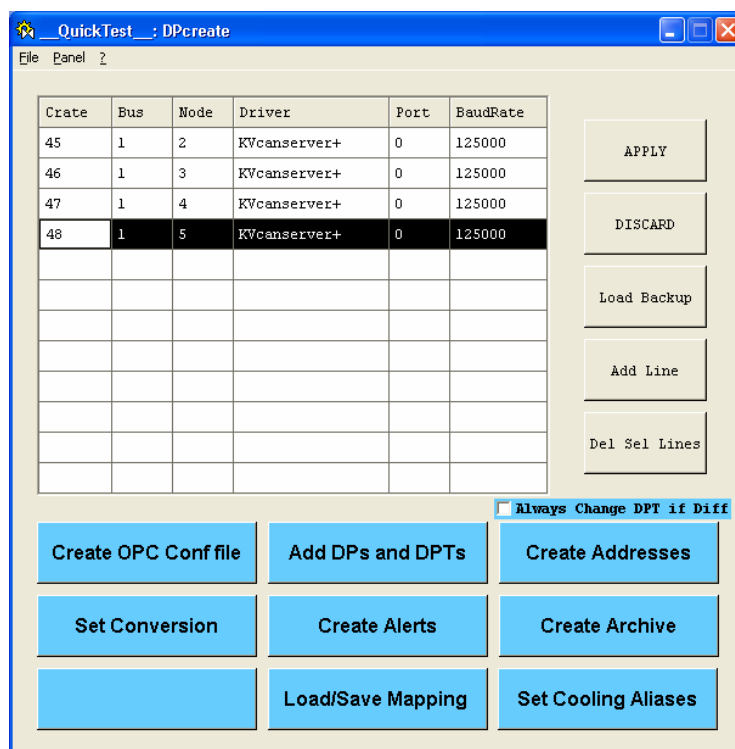 __QuickTest__: DPcreate
File Panel ?
Crate Bus Node Driver Port BaudRate
45 1 2 KVcanserver+ 0 125000
46 1 3 KVcanserver+ 0 125000
47 1 4 KVcanserver+ 0 125000
48 1 5 KVcanserver+ 0 125000
APPLY
DISCARD
Load Backup
Add Line
Del Sel Lines
Always Change DPT if Diff
Create OPC Conf file Add DPs and DPTs Create Addresses
Set Conversion Create Alerts Create Archive
Load/Save Mapping Set Cooling Aliases